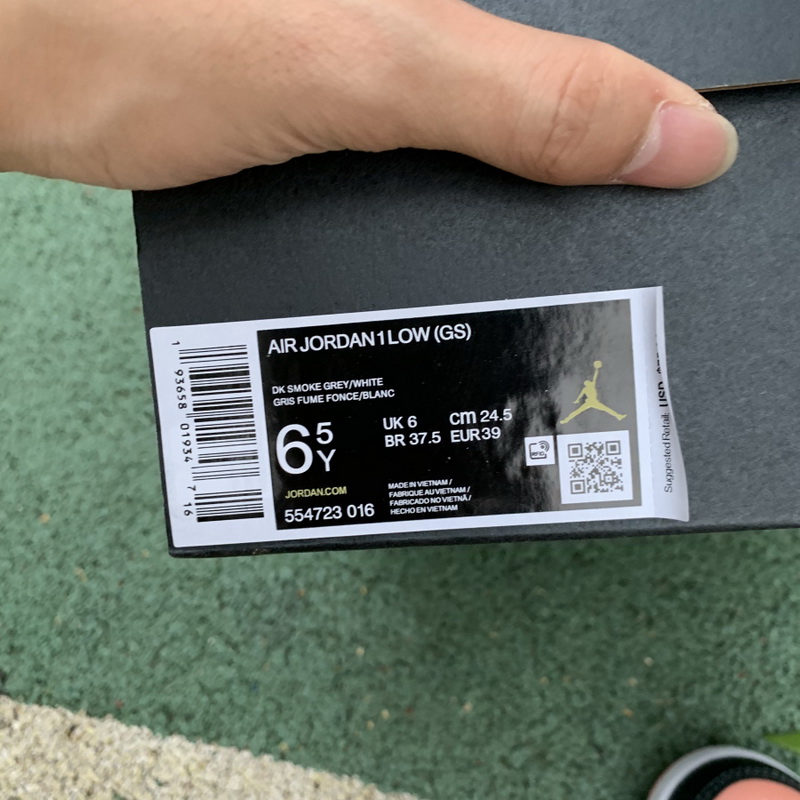 AIR JORDAN 1 LOW (GS)
DK SMOKE GREY/WHITE
GRIS FUME FONCE/BLANC
6 5 Y
UK 6 cm 24.5
BR 37.5 EUR 39
JORDAN.COM
554723 016
MADE IN VIETNAM /
FABRIQUE AU VIETNAM /
FABRICADO NO VIETNÃ /
HECHO EN VIETNAM
RFID
1 93658 01934 7 16
Suggested Retail: USD